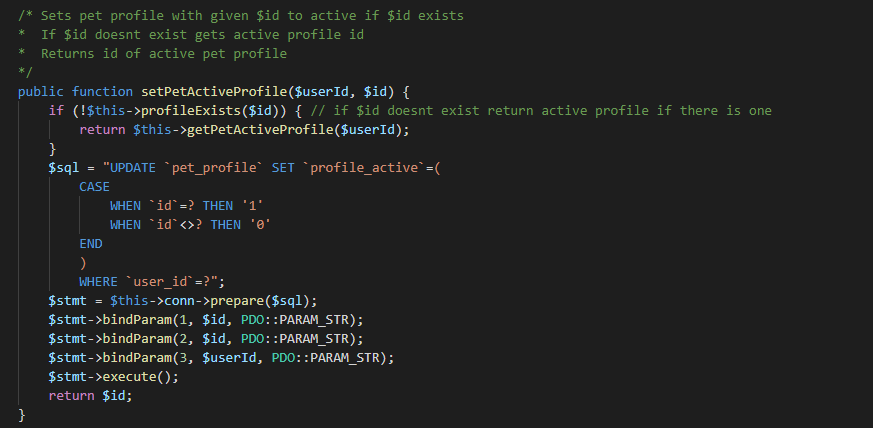 /* Sets pet profile with given $id to active if $id exists
*  If $id doesnt exist gets active profile id
*  Returns id of active pet profile
*/
public function setPetActiveProfile($userId, $id) {
    if (!$this->profileExists($id)) { // if $id doesnt exist return active profile if there is one
        return $this->getPetActiveProfile($userId);
    }
    $sql = "UPDATE `pet_profile` SET `profile_active`=(
        CASE
            WHEN `id`=? THEN '1'
            WHEN `id`<>? THEN '0'
        END
        )
        WHERE `user_id`=?";
    $stmt = $this->conn->prepare($sql);
    $stmt->bindParam(1, $id, PDO::PARAM_STR);
    $stmt->bindParam(2, $id, PDO::PARAM_STR);
    $stmt->bindParam(3, $userId, PDO::PARAM_STR);
    $stmt->execute();
    return $id;
}